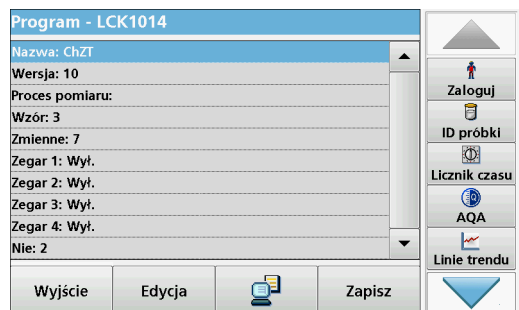 Program - LCK1014
Nazwa: ChZT
Wersja: 10
Proces pomiaru:
Wzór: 3
Zmienne: 7
Zegar 1: Wył.
Zegar 2: Wył.
Zegar 3: Wył.
Zegar 4: Wył.
Nie: 2
Zaloguj
ID próbki
Licznik czasu
AQA
Linie trendu
Wyjście
Edycja
Zapisz